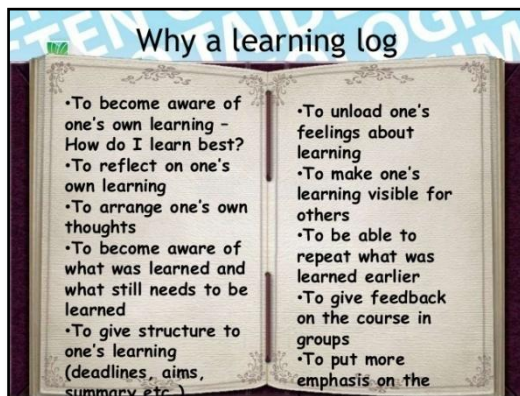 Why a learning log
•To become aware of
one's own learning –
How do I learn best?
•To reflect on one's
own learning
•To arrange one's own
thoughts
•To become aware of
what was learned and
what still needs to be
learned
•To give structure to
one's learning
(deadlines, aims,
summary etc.)
•To unload one's
feelings about
learning
•To make one's
learning visible for
others
•To be able to
repeat what was
learned earlier
•To give feedback
on the course in
groups
•To put more
emphasis on the